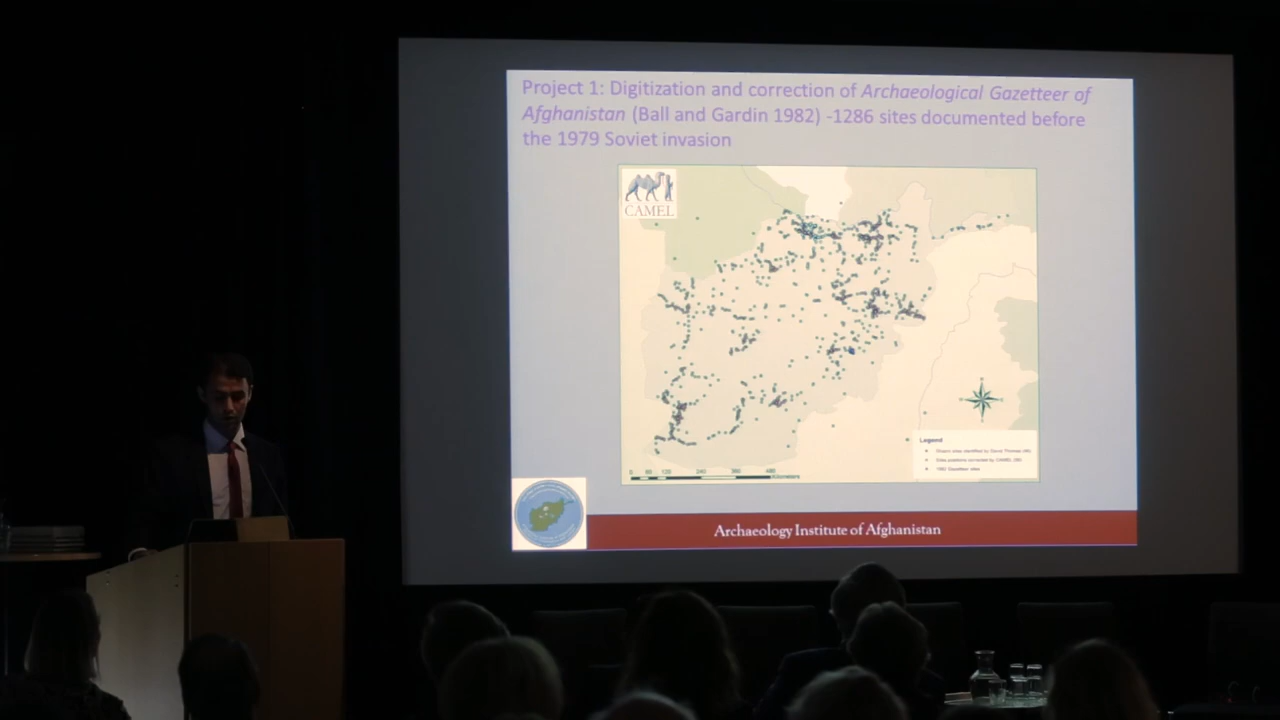 Project 1: Digitization and correction of Archaeological Gazetteer of
Afghanistan (Ball and Gardin 1982) -1286 sites documented before
the 1979 Soviet invasion
CAMEL
Legend
1982 Gazetteer sites
Kilometers
Archaeology Institute of Afghanistan